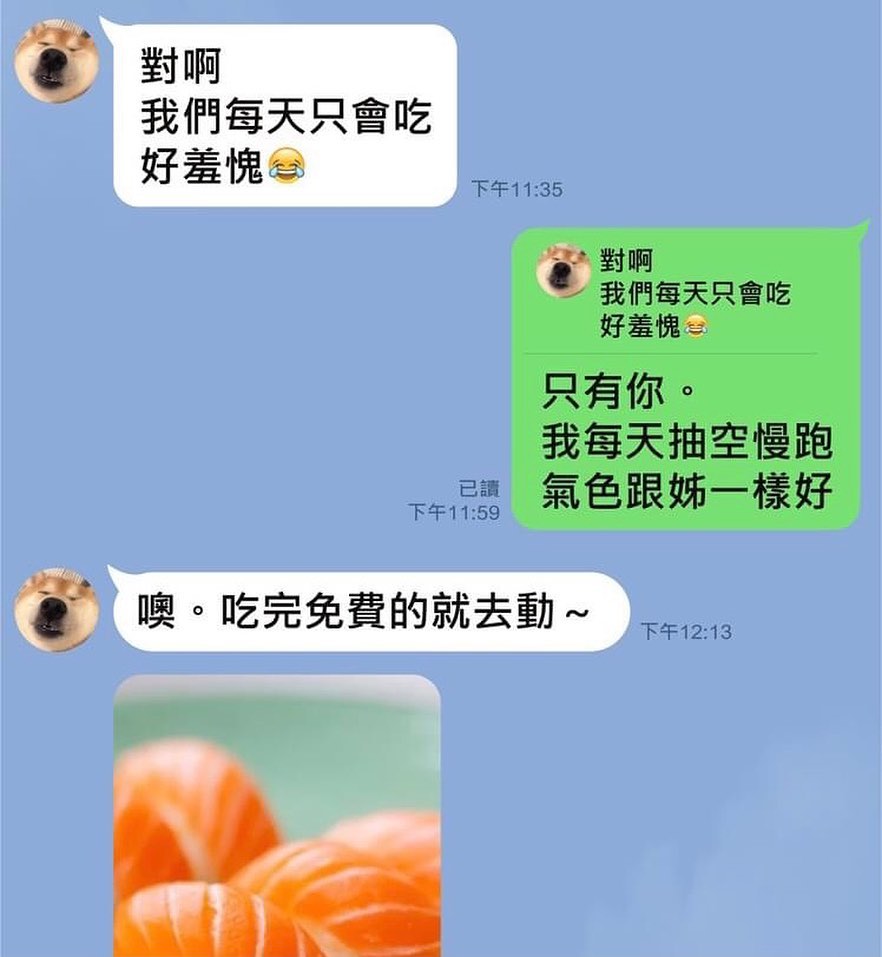 對啊
我們每天只會吃
好羞愧😂
下午11:35
對啊
我們每天只會吃
好羞愧😂
只有你。
我每天抽空慢跑
氣色跟姊一樣好
已讀
下午11:59
噢。吃完免費的就去動~
下午12:13